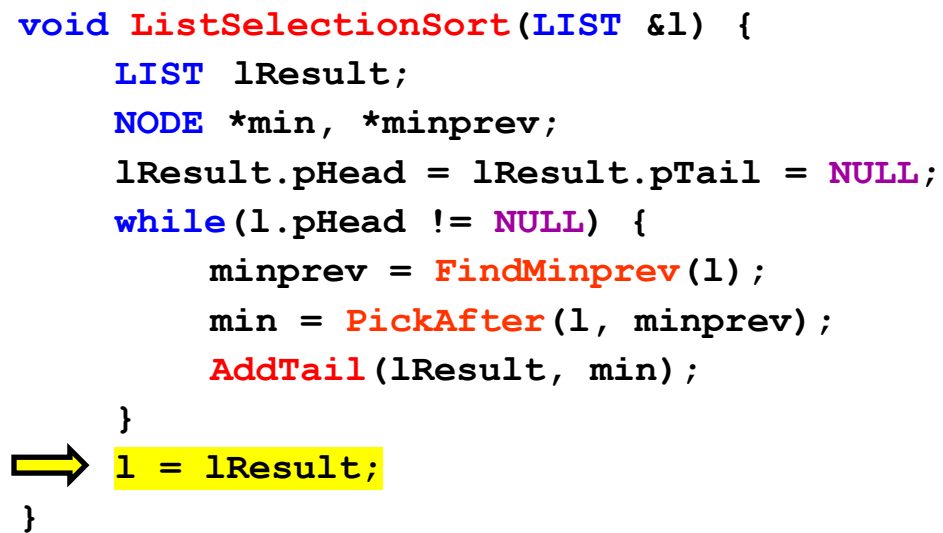 void ListSelectionSort(LIST &l) {
LIST lResult;
NODE *min, *minprev;
lResult.pHead = lResult.pTail = NULL;
while(l.pHead != NULL) {
minprev = FindMinprev(l);
min = PickAfter(l, minprev);
AddTail(lResult, min);
}
l = lResult;
}